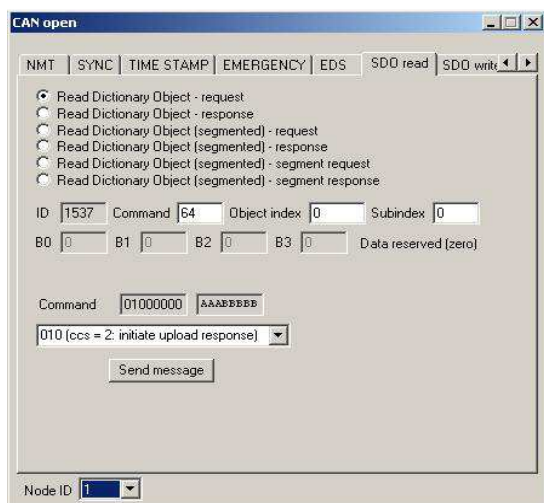 CAN open
NMT SYNC TIME STAMP EMERGENCY EDS SDO read SDO write
Read Dictionary Object - request
Read Dictionary Object - response
Read Dictionary Object (segmented) - request
Read Dictionary Object (segmented) - response
Read Dictionary Object (segmented) - segment request
Read Dictionary Object (segmented) - segment response
ID 1537 Command 64 Object index 0 Subindex 0
B0 0 B1 0 B2 0 B3 0 Data reserved (zero)
Command 01000000 AAABBBBB
010 (ccs = 2: initiate upload response)
Send message
Node ID 1